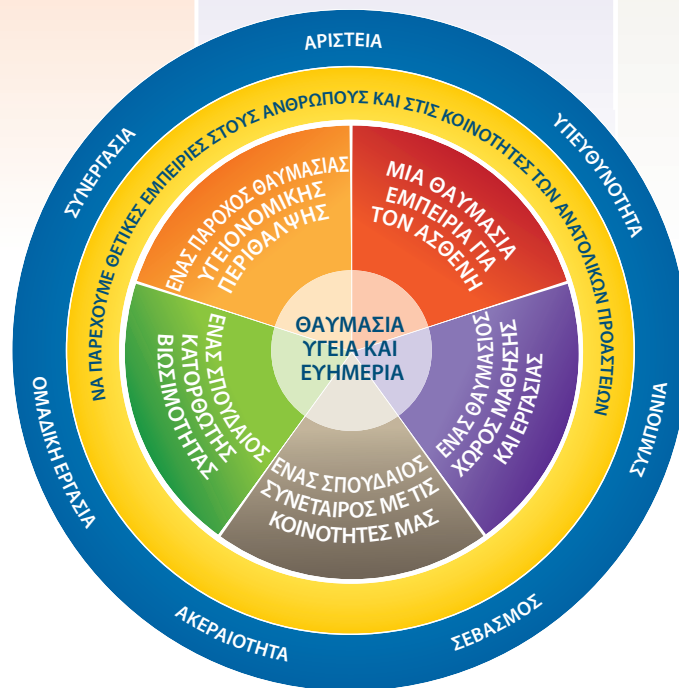 ΑΡΙΣΤΕΙΑ
ΥΠΕΥΘΥΝΟΤΗΤΑ
ΣΥΜΠΟΝΙΑ
ΣΕΒΑΣΜΟΣ
ΑΚΕΡΑΙΟΤΗΤΑ
ΟΜΑΔΙΚΗ ΕΡΓΑΣΙΑ
ΣΥΝΕΡΓΑΣΙΑ
ΝΑ ΠΑΡΕΧΟΥΜΕ ΘΕΤΙΚΕΣ ΕΜΠΕΙΡΙΕΣ ΣΤΟΥΣ ΑΝΘΡΩΠΟΥΣ ΚΑΙ ΣΤΙΣ ΚΟΙΝΟΤΗΤΕΣ ΤΩΝ ΑΝΑΤΟΛΙΚΩΝ ΠΡΟΑΣΤΕΙΩΝ
ΜΙΑ ΘΑΥΜΑΣΙΑ
ΕΜΠΕΙΡΙΑ ΓΙΑ
ΤΟΝ ΑΣΘΕΝΗ
ΕΝΑΣ ΘΑΥΜΑΣΙΟΣ
ΧΩΡΟΣ ΜΑΘΗΣΗΣ
ΚΑΙ ΕΡΓΑΣΙΑΣ
ΕΝΑΣ ΣΠΟΥΔΑΙΟΣ
ΣΥΝΕΤΑΙΡΟΣ ΜΕ ΤΙΣ
ΚΟΙΝΟΤΗΤΕΣ ΜΑΣ
ΕΝΑΣ ΣΠΟΥΔΑΙΟΣ
ΚΑΤΟΡΘΩΤΗΣ
ΒΙΩΣΙΜΟΤΗΤΑΣ
ΕΝΑΣ ΠΑΡΟΧΟΣ ΘΑΥΜΑΣΙΑΣ
ΥΓΕΙΟΝΟΜΙΚΗΣ
ΠΕΡΙΘΑΛΨΗΣ
ΘΑΥΜΑΣΙΑ
ΥΓΕΙΑ ΚΑΙ
ΕΥΗΜΕΡΙΑ